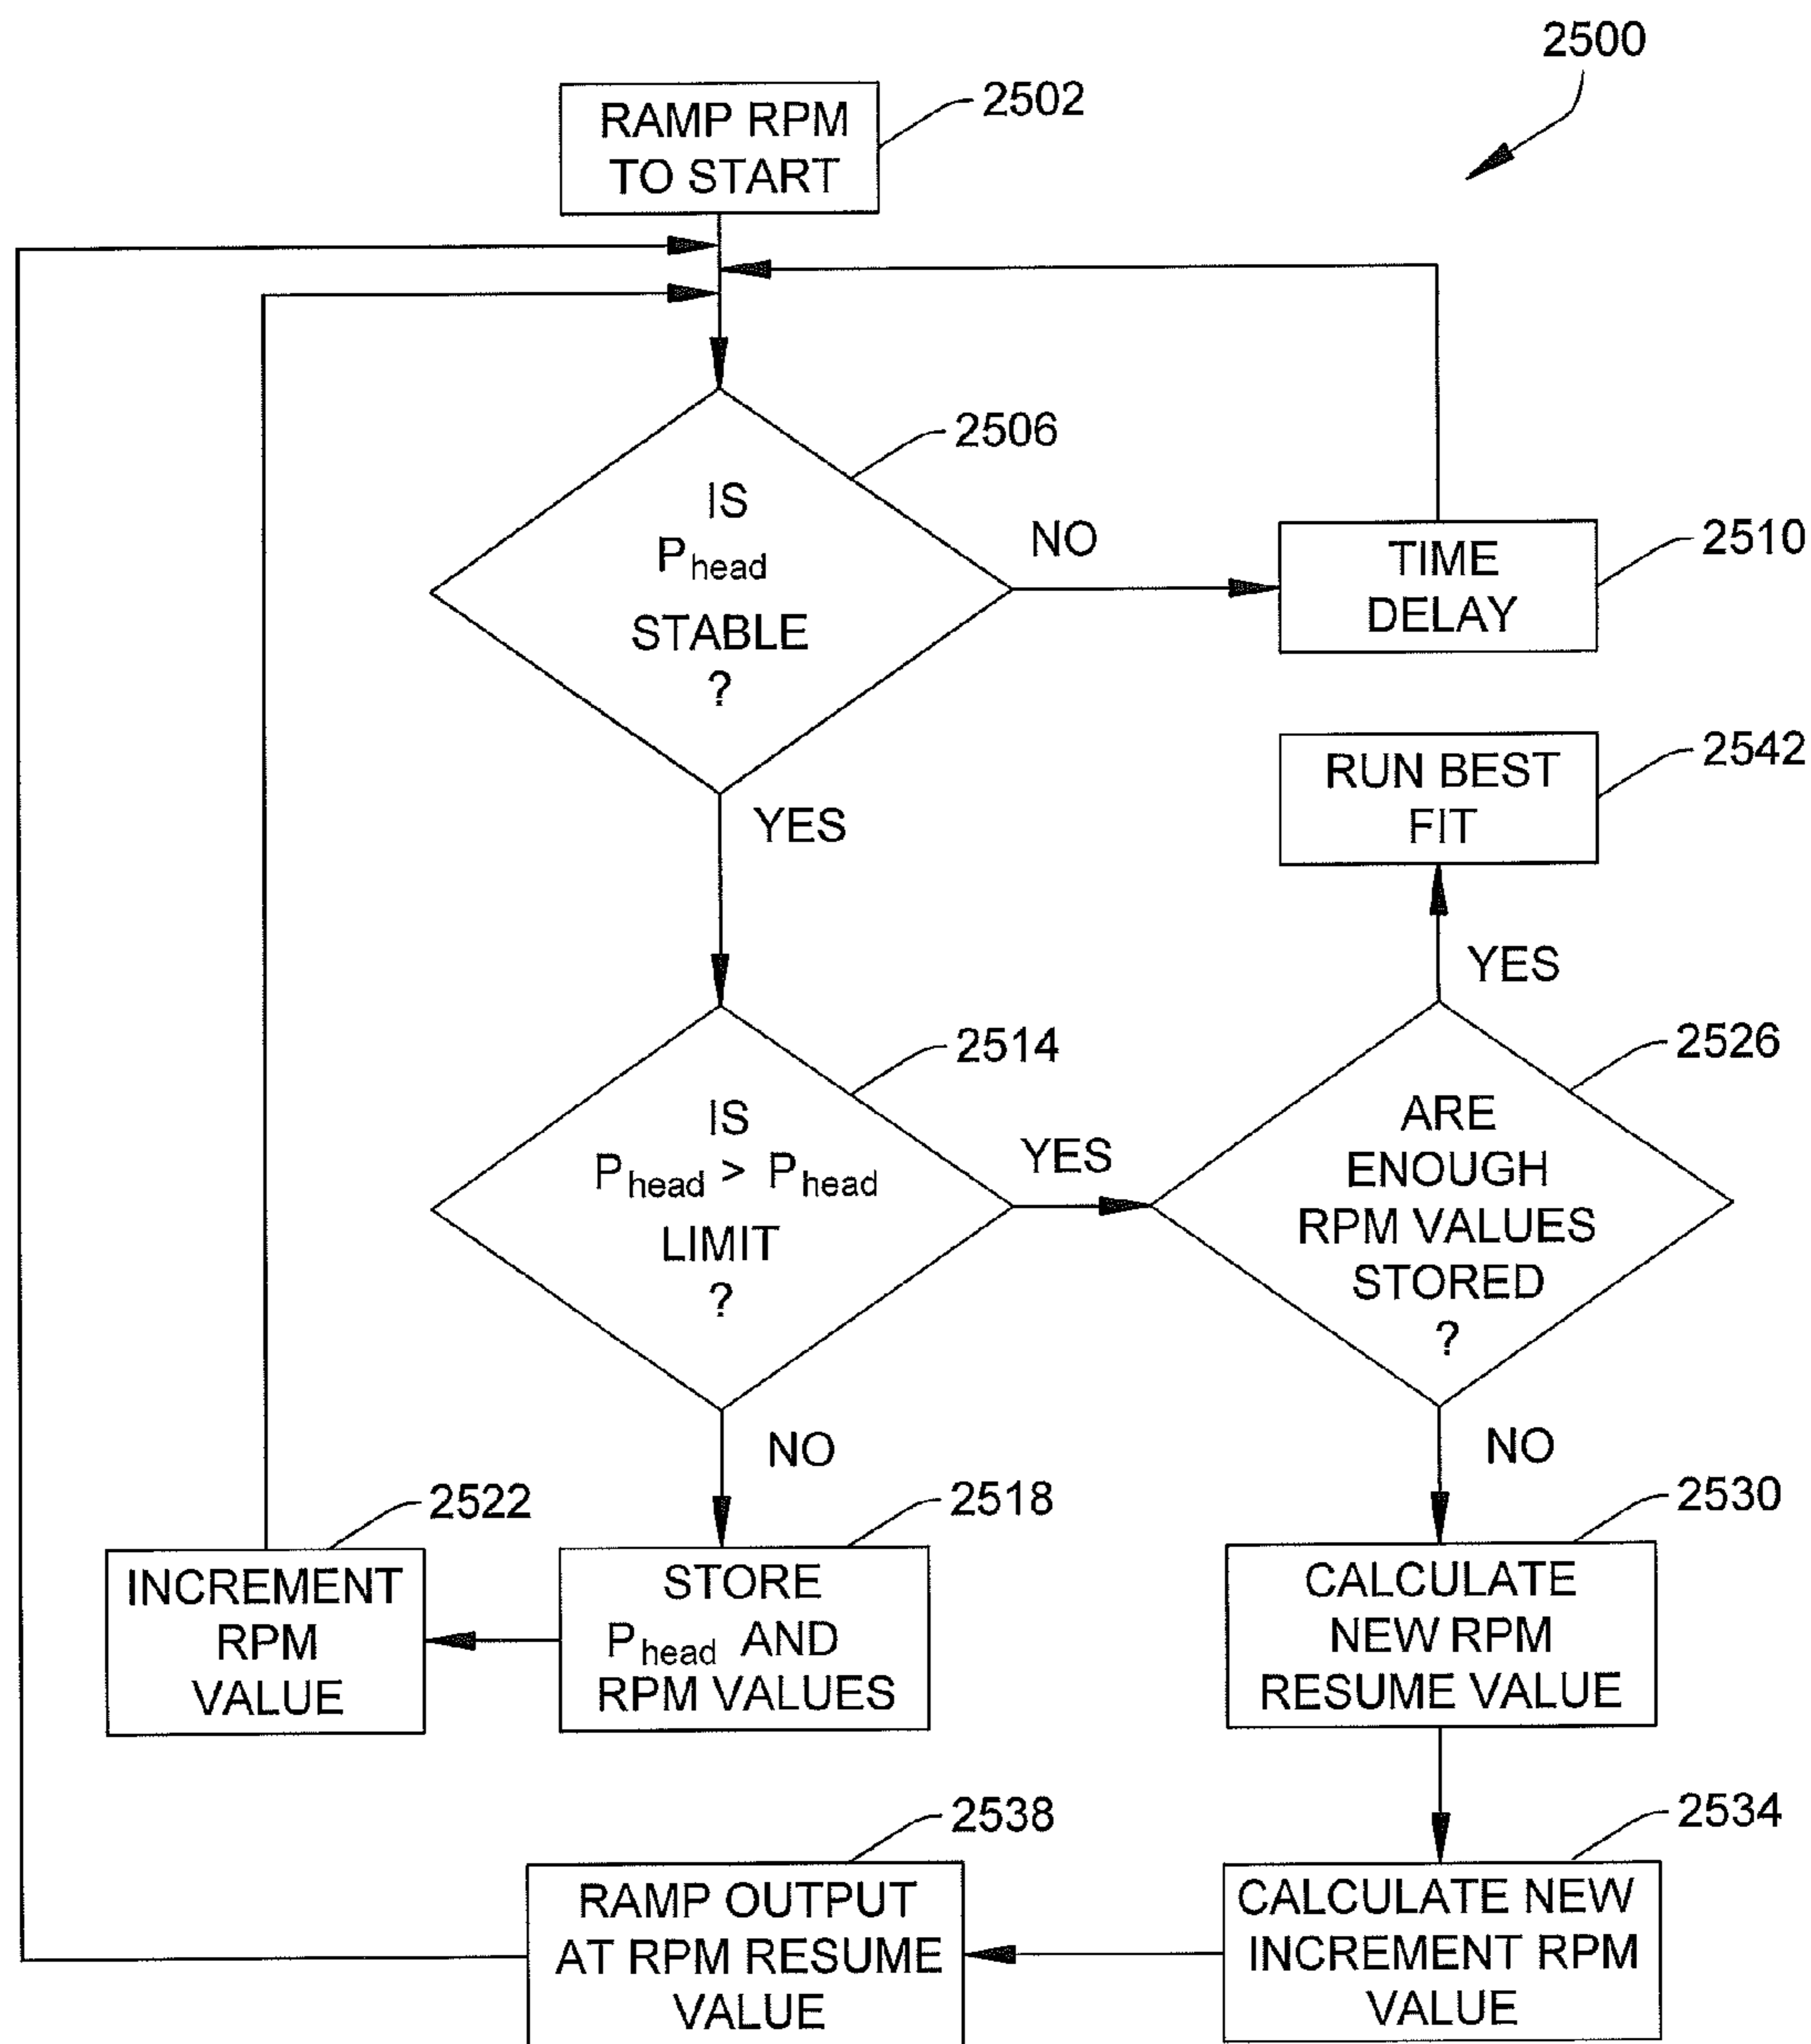 2500
RAMP RPM
TO START
2502
IS
Phead
STABLE
?
2506
NO
TIME
DELAY
2510
YES
RUN BEST
FIT
2542
YES
IS
Phead > Phead
LIMIT
?
2514
YES
ARE
ENOUGH
RPM VALUES
STORED
?
2526
NO
NO
INCREMENT
RPM
VALUE
2522
STORE
Phead AND
RPM VALUES
2518
CALCULATE
NEW RPM
RESUME VALUE
2530
RAMP OUTPUT
AT RPM RESUME
VALUE
2538
CALCULATE NEW
INCREMENT RPM
VALUE
2534